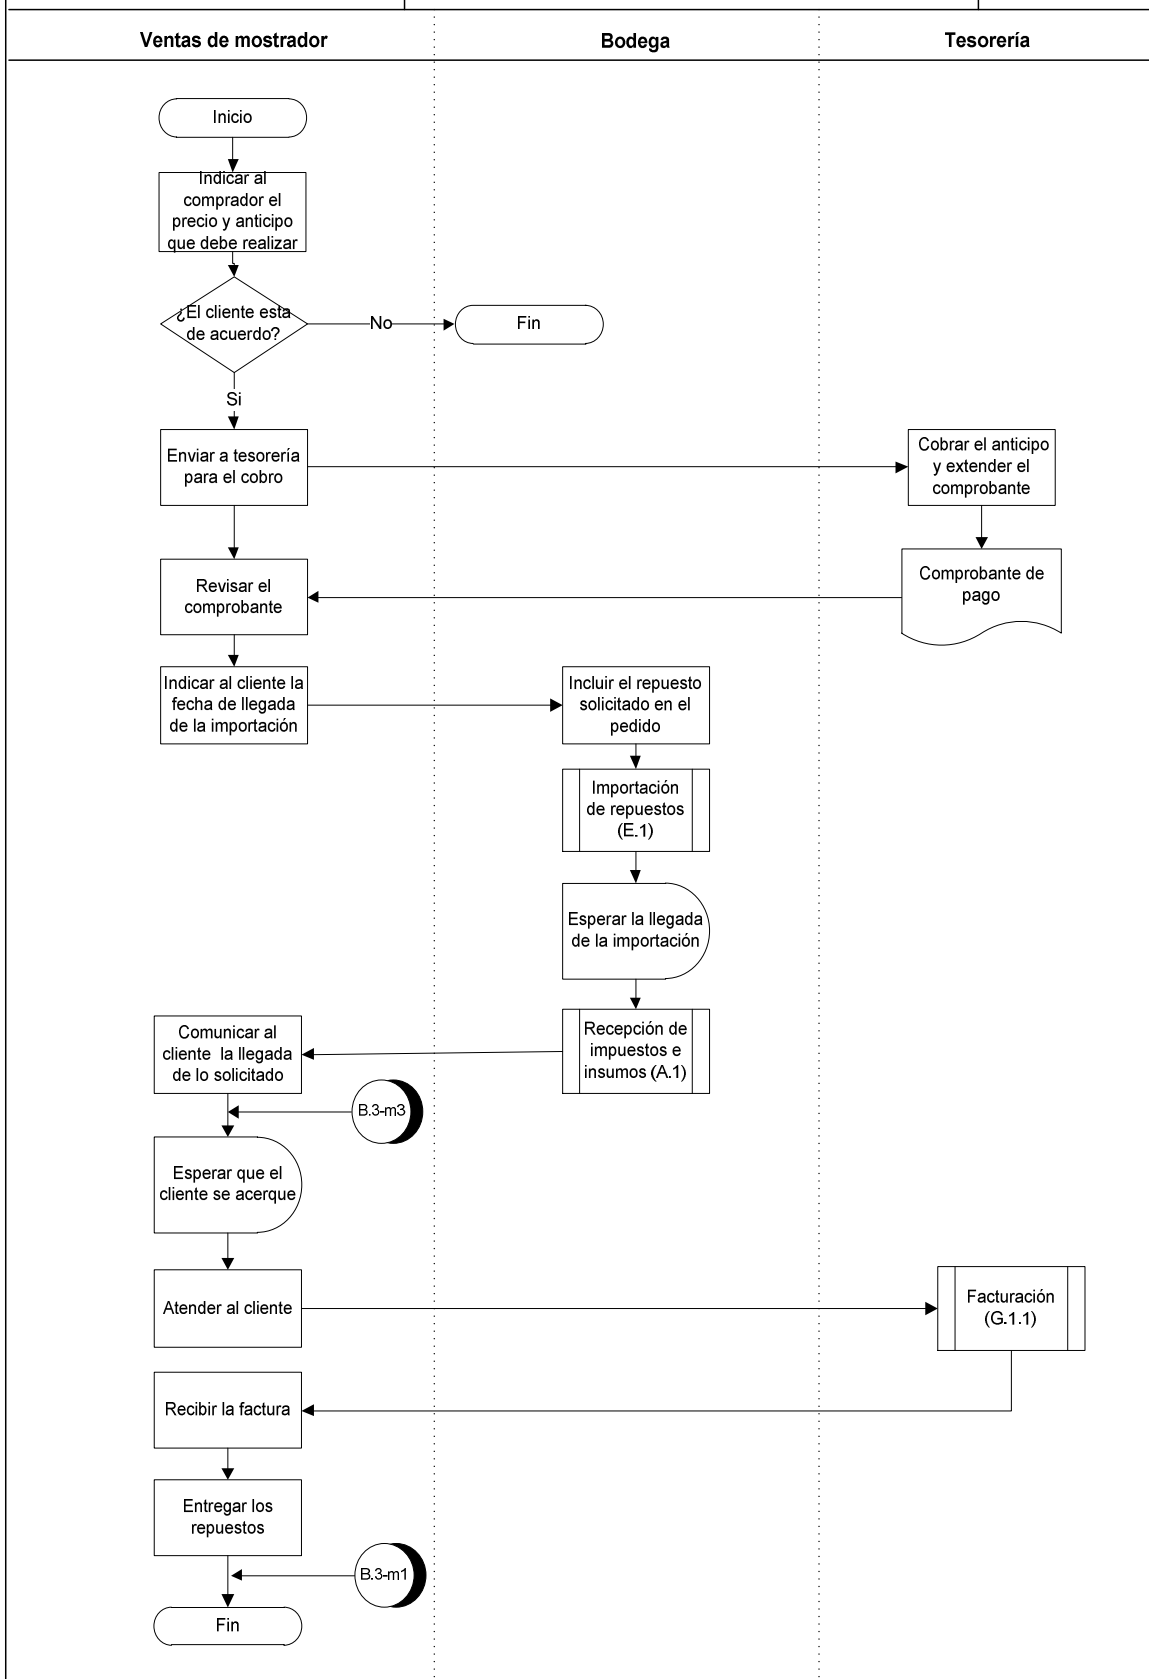 Ventas de mostrador
Bodega
Tesorería
Inicio
Indicar al
comprador el
precio y anticipo
que debe realizar
¿El cliente esta
de acuerdo?
No
Fin
Si
Enviar a tesorería
para el cobro
Cobrar el anticipo
y extender el
comprobante
Revisar el
comprobante
Comprobante de
pago
Indicar al cliente la
fecha de llegada
de la importación
Incluir el repuesto
solicitado en el
pedido
Importación
de repuestos
(E.1)
Esperar la llegada
de la importación
Recepción de
impuestos e
insumos (A.1)
Comunicar al
cliente la llegada
de lo solicitado
B.3-m3
Esperar que el
cliente se acerque
Atender al cliente
Facturación
(G.1.1)
Recibir la factura
Entregar los
repuestos
B.3-m1
Fin